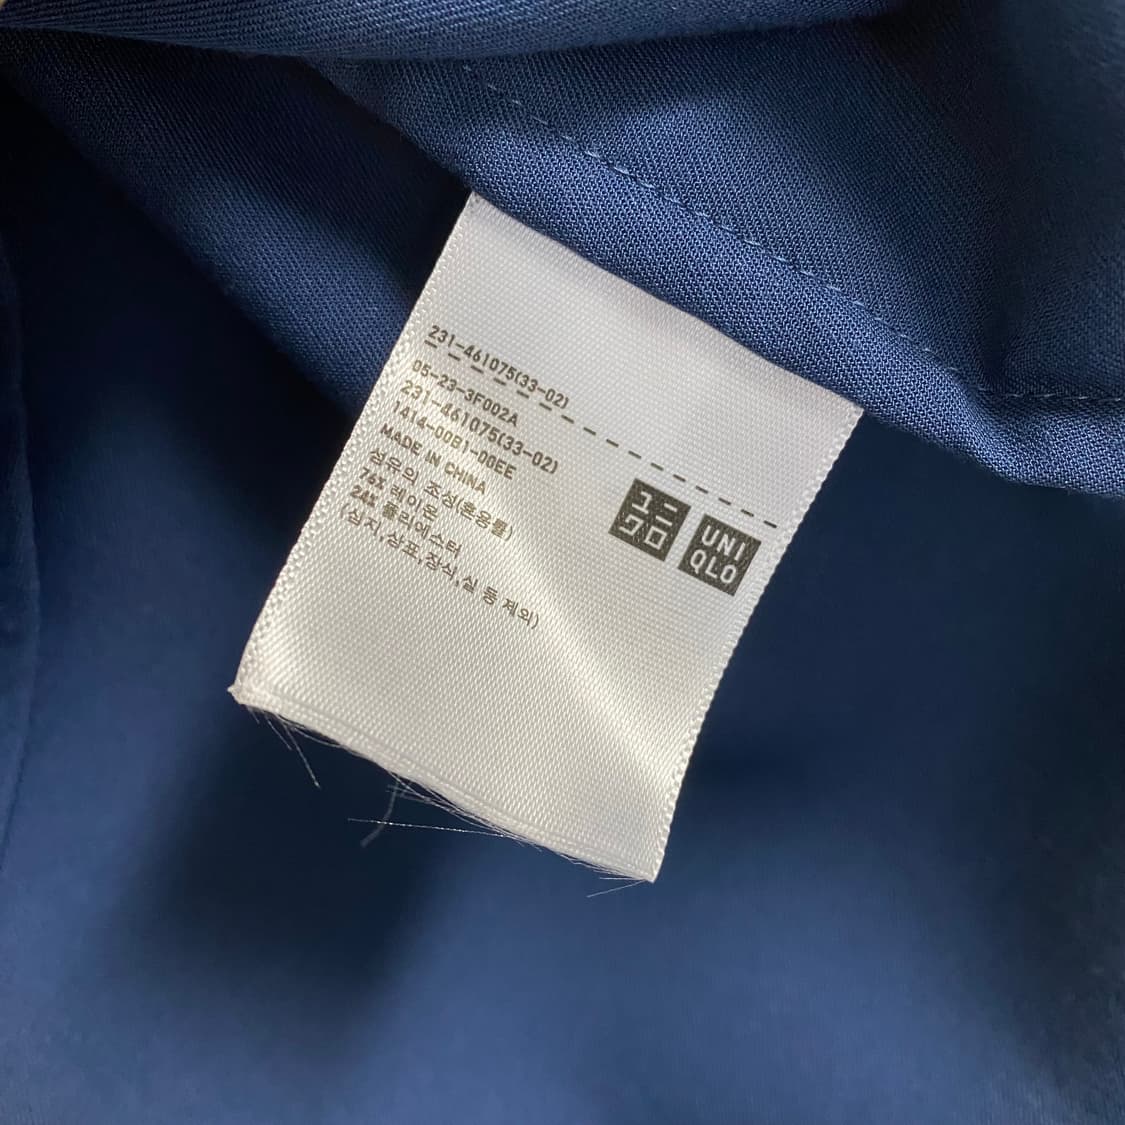 231-461075(33-02)
05-23-3F002A
231-461075(33-02)
1414-00B1-00EE
MADE IN CHINA
섬유의 조성(혼용률)
76% 레이온
24% 폴리에스터
(심지,상표,장식,실 등 제외)
ユニ
クロ
UNI
QLO